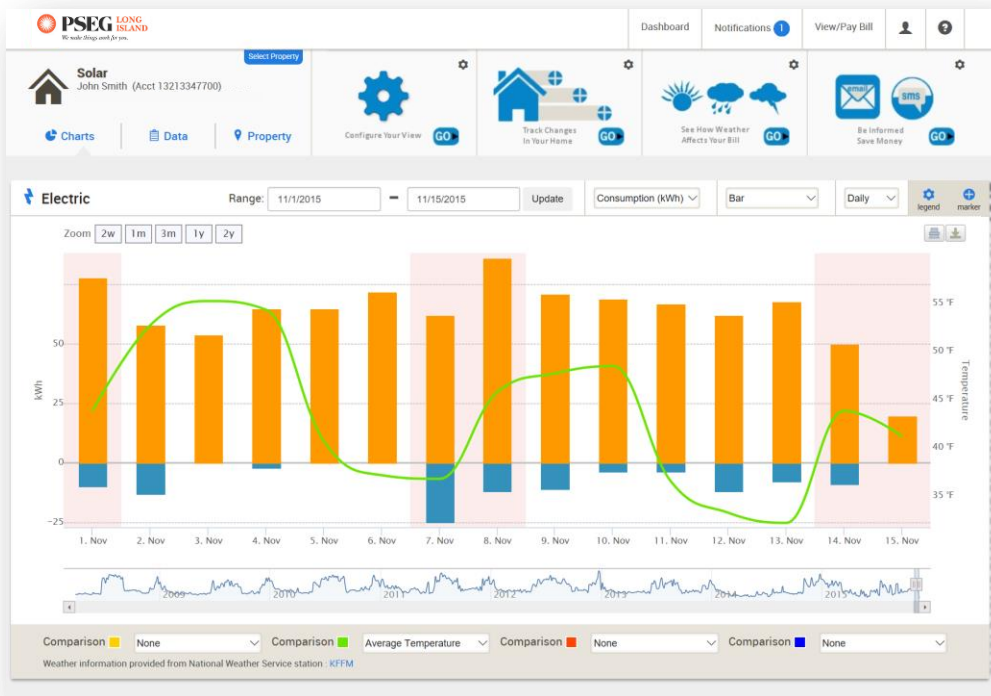 PSEG LONG ISLAND
We make things work for you.
Dashboard
Notifications 1
View/Pay Bill
Select Property
Solar
John Smith (Acct 13213347700)
Charts
Data
Property
Configure Your View GO
Track Changes
In Your Home GO
See How Weather
Affects Your Bill GO
email
sms
Be Informed
Save Money GO
Electric
Range: 11/1/2015 – 11/15/2015 Update
Consumption (kWh)
Bar
Daily
legend
marker
Zoom 2w 1m 3m 1y 2y
kWh
50
25
0
-25
55 °F
50 °F
45 °F
40 °F
35 °F
Temperature
1. Nov 2. Nov 3. Nov 4. Nov 5. Nov 6. Nov 7. Nov 8. Nov 9. Nov 10. Nov 11. Nov 12. Nov 13. Nov 14. Nov 15. Nov
2009 2010 2011 2012 2013 2014 2015
Comparison None Comparison Average Temperature Comparison None Comparison None
Weather information provided from National Weather Service station : KFFM